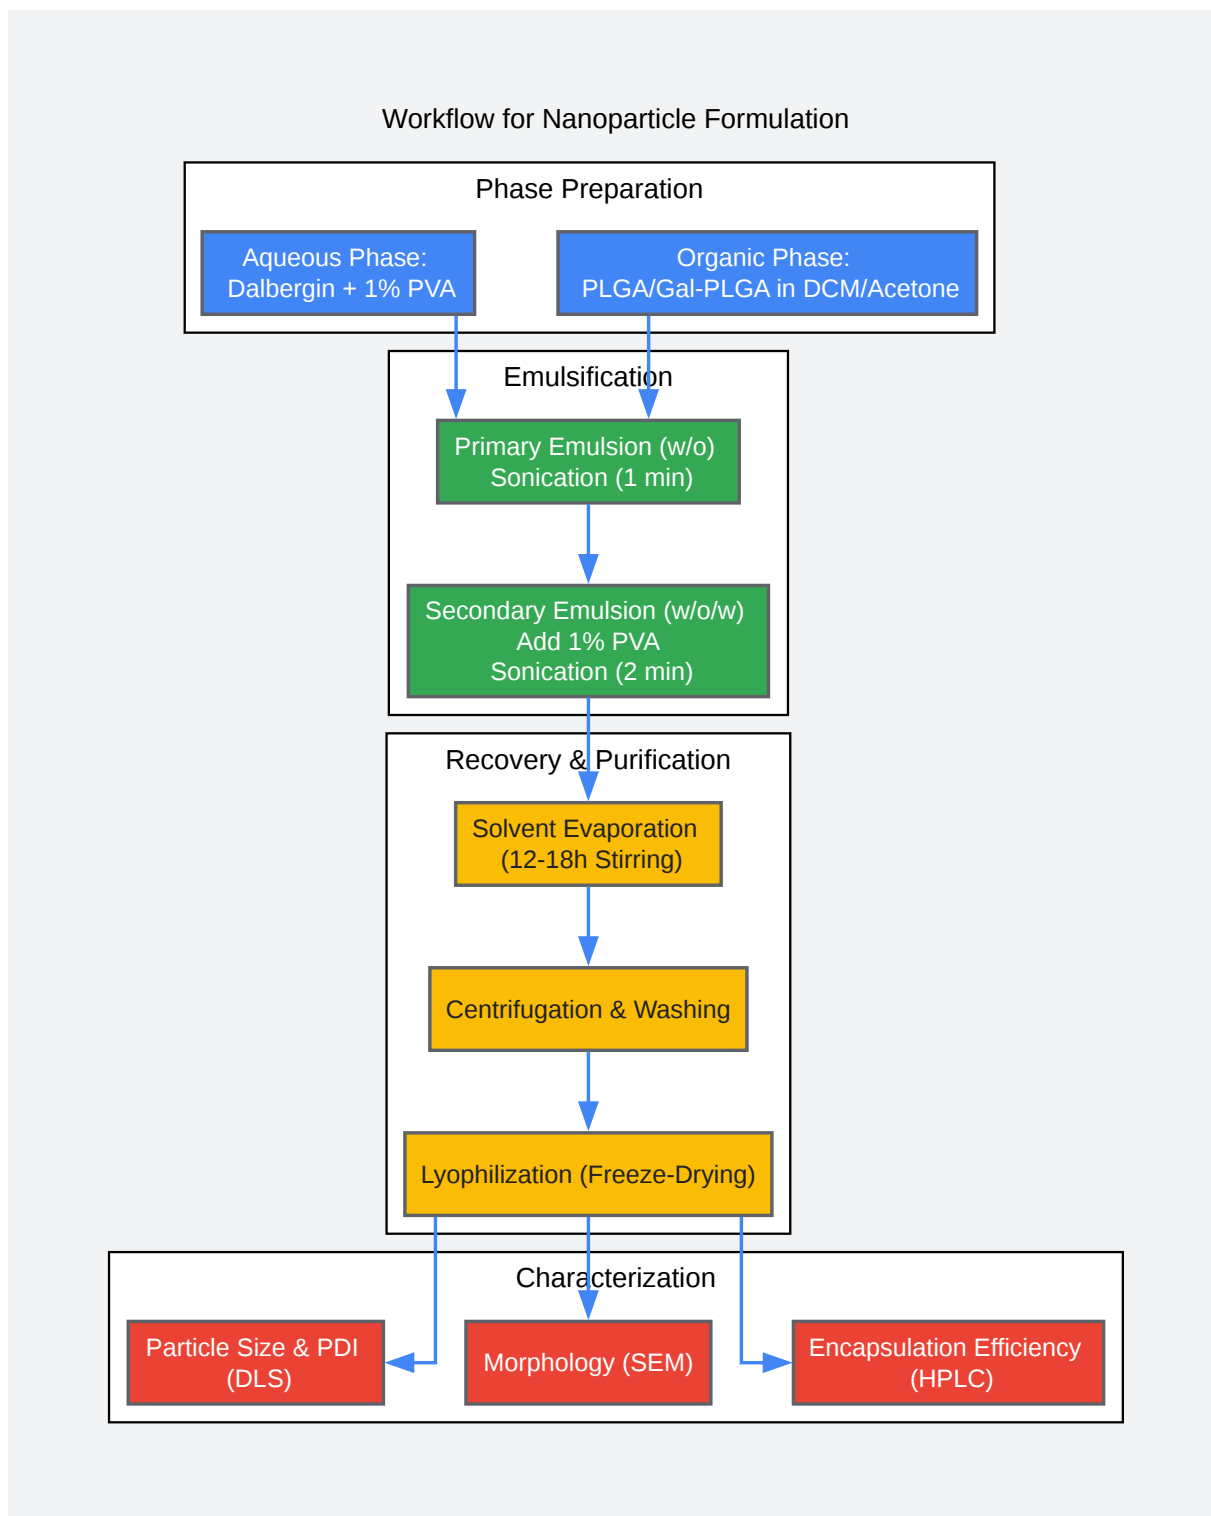 Workflow for Nanoparticle Formulation
Phase Preparation
Aqueous Phase:
Dalbergin + 1% PVA
Organic Phase:
PLGA/Gal-PLGA in DCM/Acetone
Emulsification
Primary Emulsion (w/o)
Sonication (1 min)
Secondary Emulsion (w/o/w)
Add 1% PVA
Sonication (2 min)
Recovery & Purification
Solvent Evaporation
(12-18h Stirring)
Centrifugation & Washing
Lyophilization (Freeze-Drying)
Characterization
Particle Size & PDI
(DLS)
Morphology (SEM)
Encapsulation Efficiency
(HPLC)